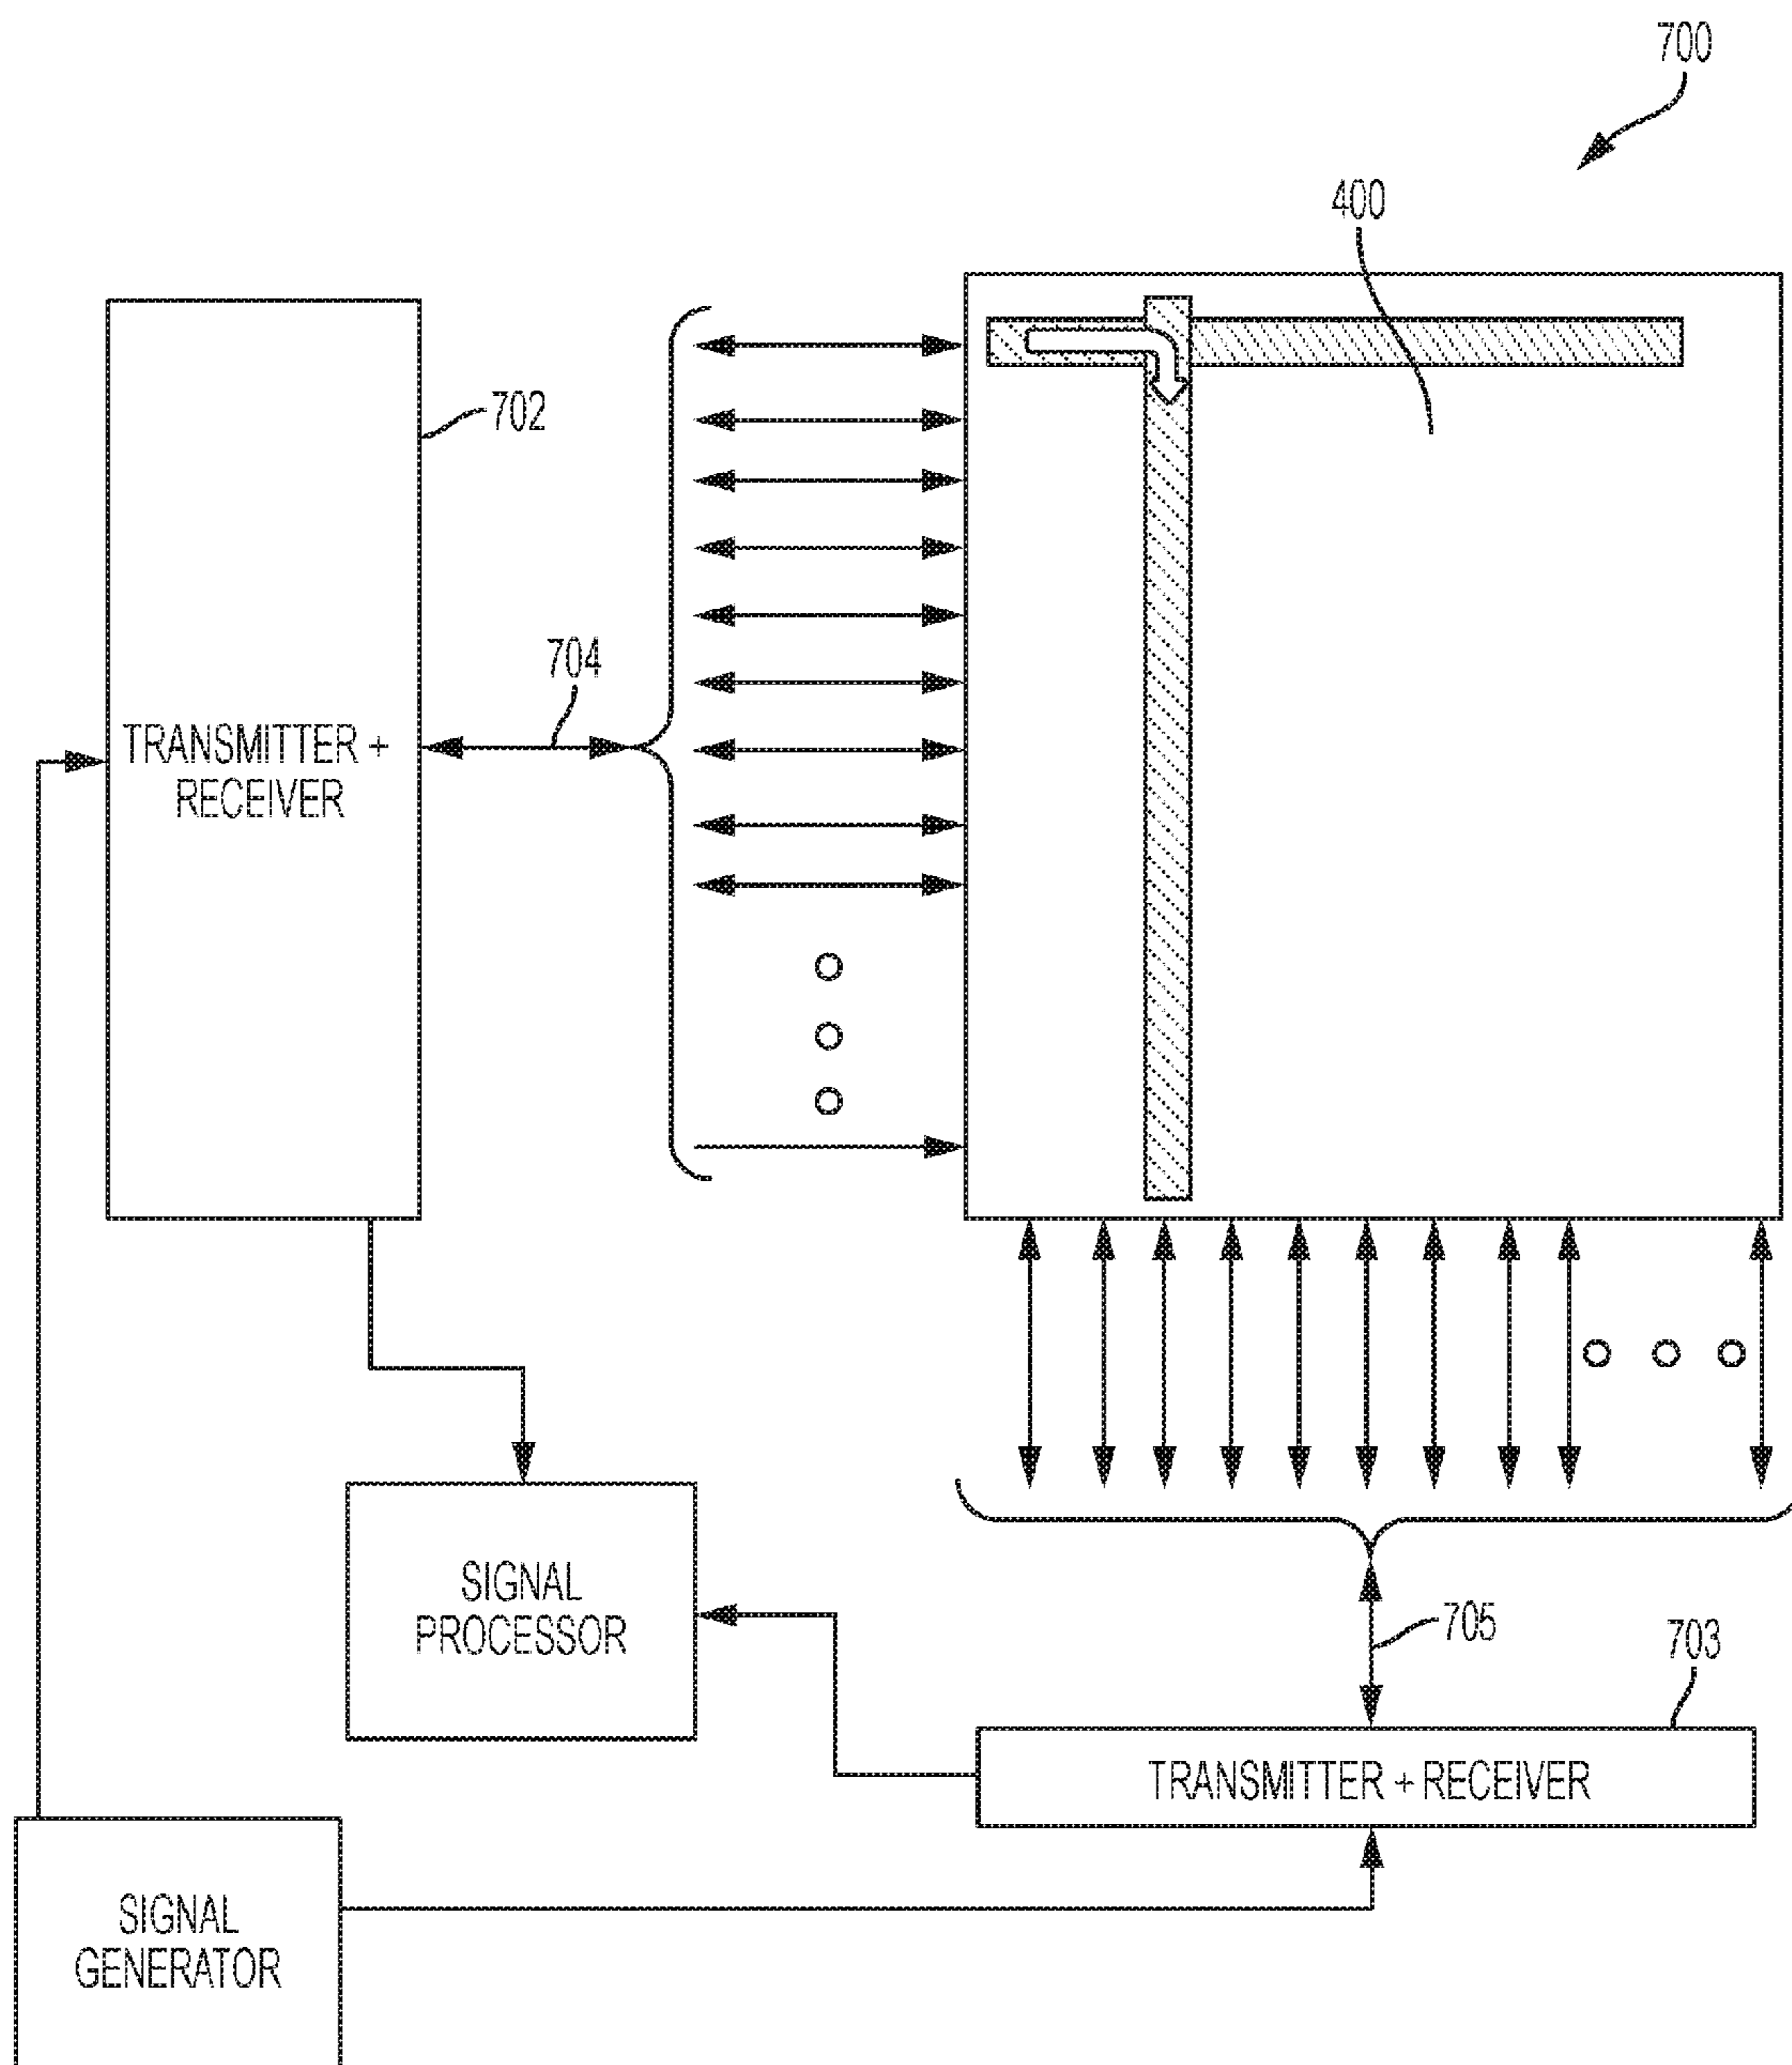 700
400
702
704
TRANSMITTER +
RECEIVER
SIGNAL
PROCESSOR
705
703
TRANSMITTER + RECEIVER
SIGNAL
GENERATOR